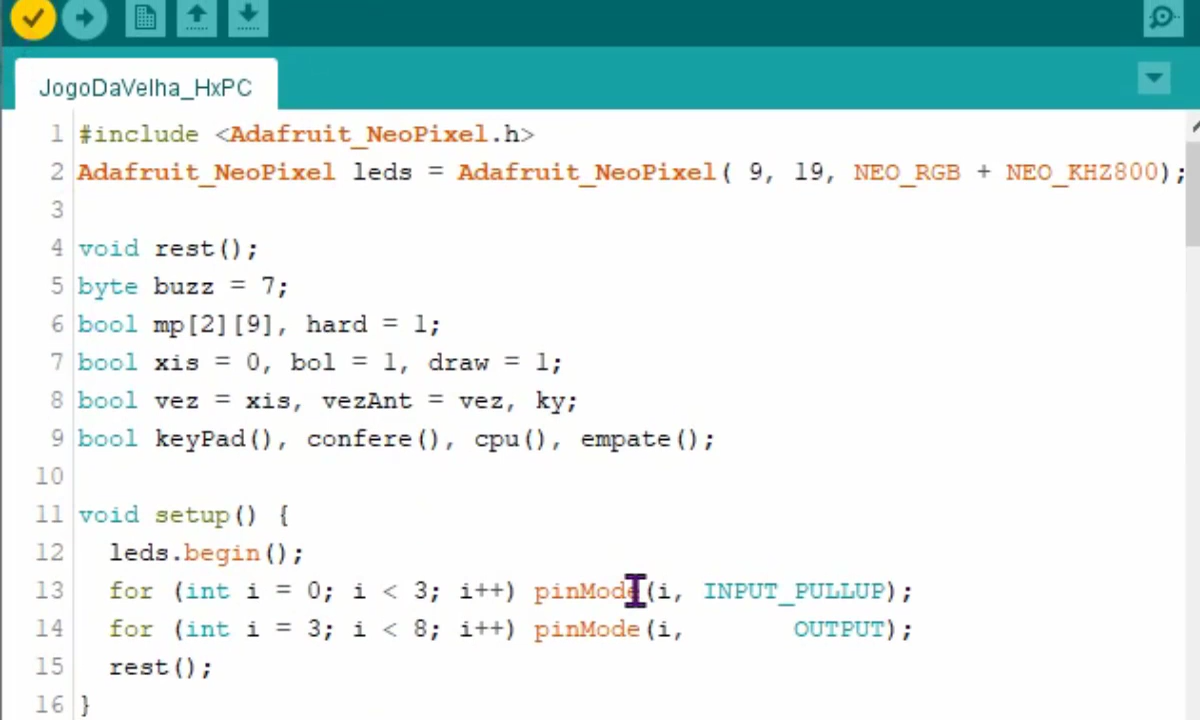 JogoDaVelha_HxPC
1 #include <Adafruit_NeoPixel.h>
2 Adafruit_NeoPixel leds = Adafruit_NeoPixel( 9, 19, NEO_RGB + NEO_KHZ800);
3
4 void rest();
5 byte buzz = 7;
6 bool mp[2][9], hard = 1;
7 bool xis = 0, bol = 1, draw = 1;
8 bool vez = xis, vezAnt = vez, ky;
9 bool keyPad(), confere(), cpu(), empate();
10
11 void setup() {
12   leds.begin();
13   for (int i = 0; i < 3; i++) pinMode(i, INPUT_PULLUP);
14   for (int i = 3; i < 8; i++) pinMode(i,       OUTPUT);
15   rest();
16 }